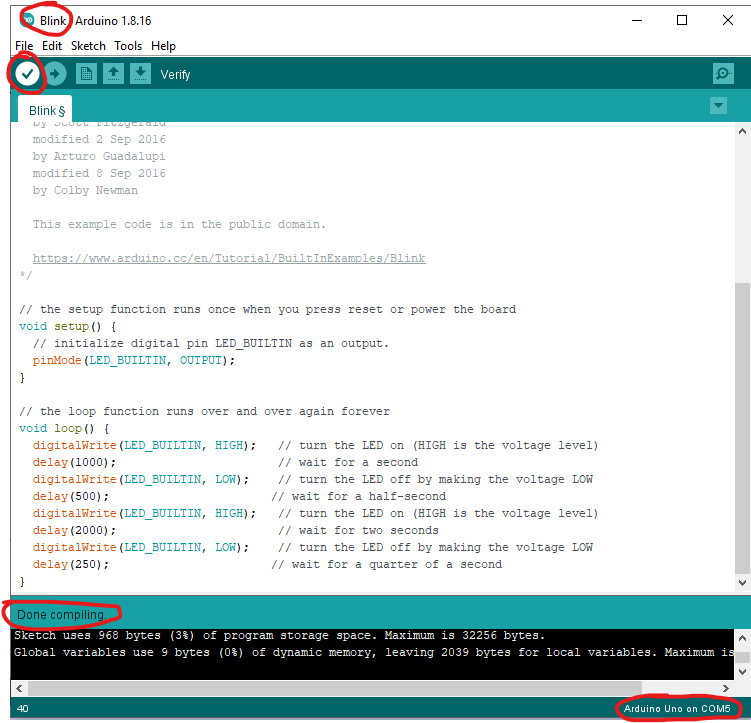 Blink Arduino 1.8.16
File Edit Sketch Tools Help
Verify
Blink §
by Scott Fitzgerald
modified 2 Sep 2016
by Arturo Guadalupi
modified 8 Sep 2016
by Colby Newman
This example code is in the public domain.
https://www.arduino.cc/en/Tutorial/BuiltInExamples/Blink
*/
// the setup function runs once when you press reset or power the board
void setup() {
  // initialize digital pin LED_BUILTIN as an output.
  pinMode(LED_BUILTIN, OUTPUT);
}
// the loop function runs over and over again forever
void loop() {
  digitalWrite(LED_BUILTIN, HIGH);   // turn the LED on (HIGH is the voltage level)
  delay(1000);                       // wait for a second
  digitalWrite(LED_BUILTIN, LOW);    // turn the LED off by making the voltage LOW
  delay(500);                       // wait for a half-second
  digitalWrite(LED_BUILTIN, HIGH);   // turn the LED on (HIGH is the voltage level)
  delay(2000);                       // wait for two seconds
  digitalWrite(LED_BUILTIN, LOW);    // turn the LED off by making the voltage LOW
  delay(250);                       // wait for a quarter of a second
}
Done compiling.
Sketch uses 968 bytes (3%) of program storage space. Maximum is 32256 bytes.
Global variables use 9 bytes (0%) of dynamic memory, leaving 2039 bytes for local variables. Maximum is
40
Arduino Uno on COM5